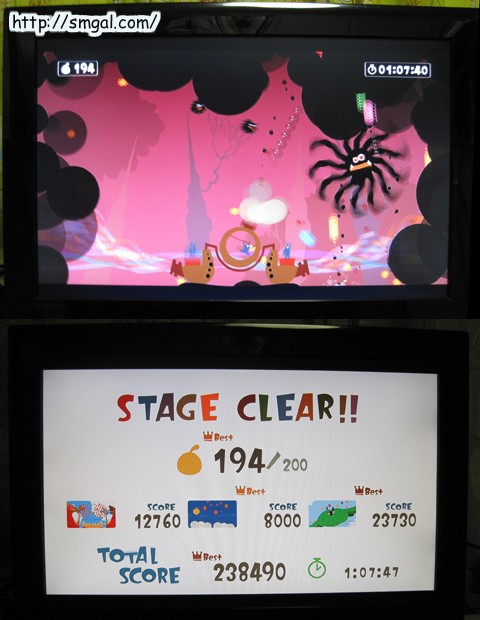 http://smgal.com/
194
01:07:40
STAGE CLEAR!!
Best
194/200
Best
Best
SCORE
12760
SCORE
8000
SCORE
23730
TOTAL SCORE
Best
238490
1:07:47